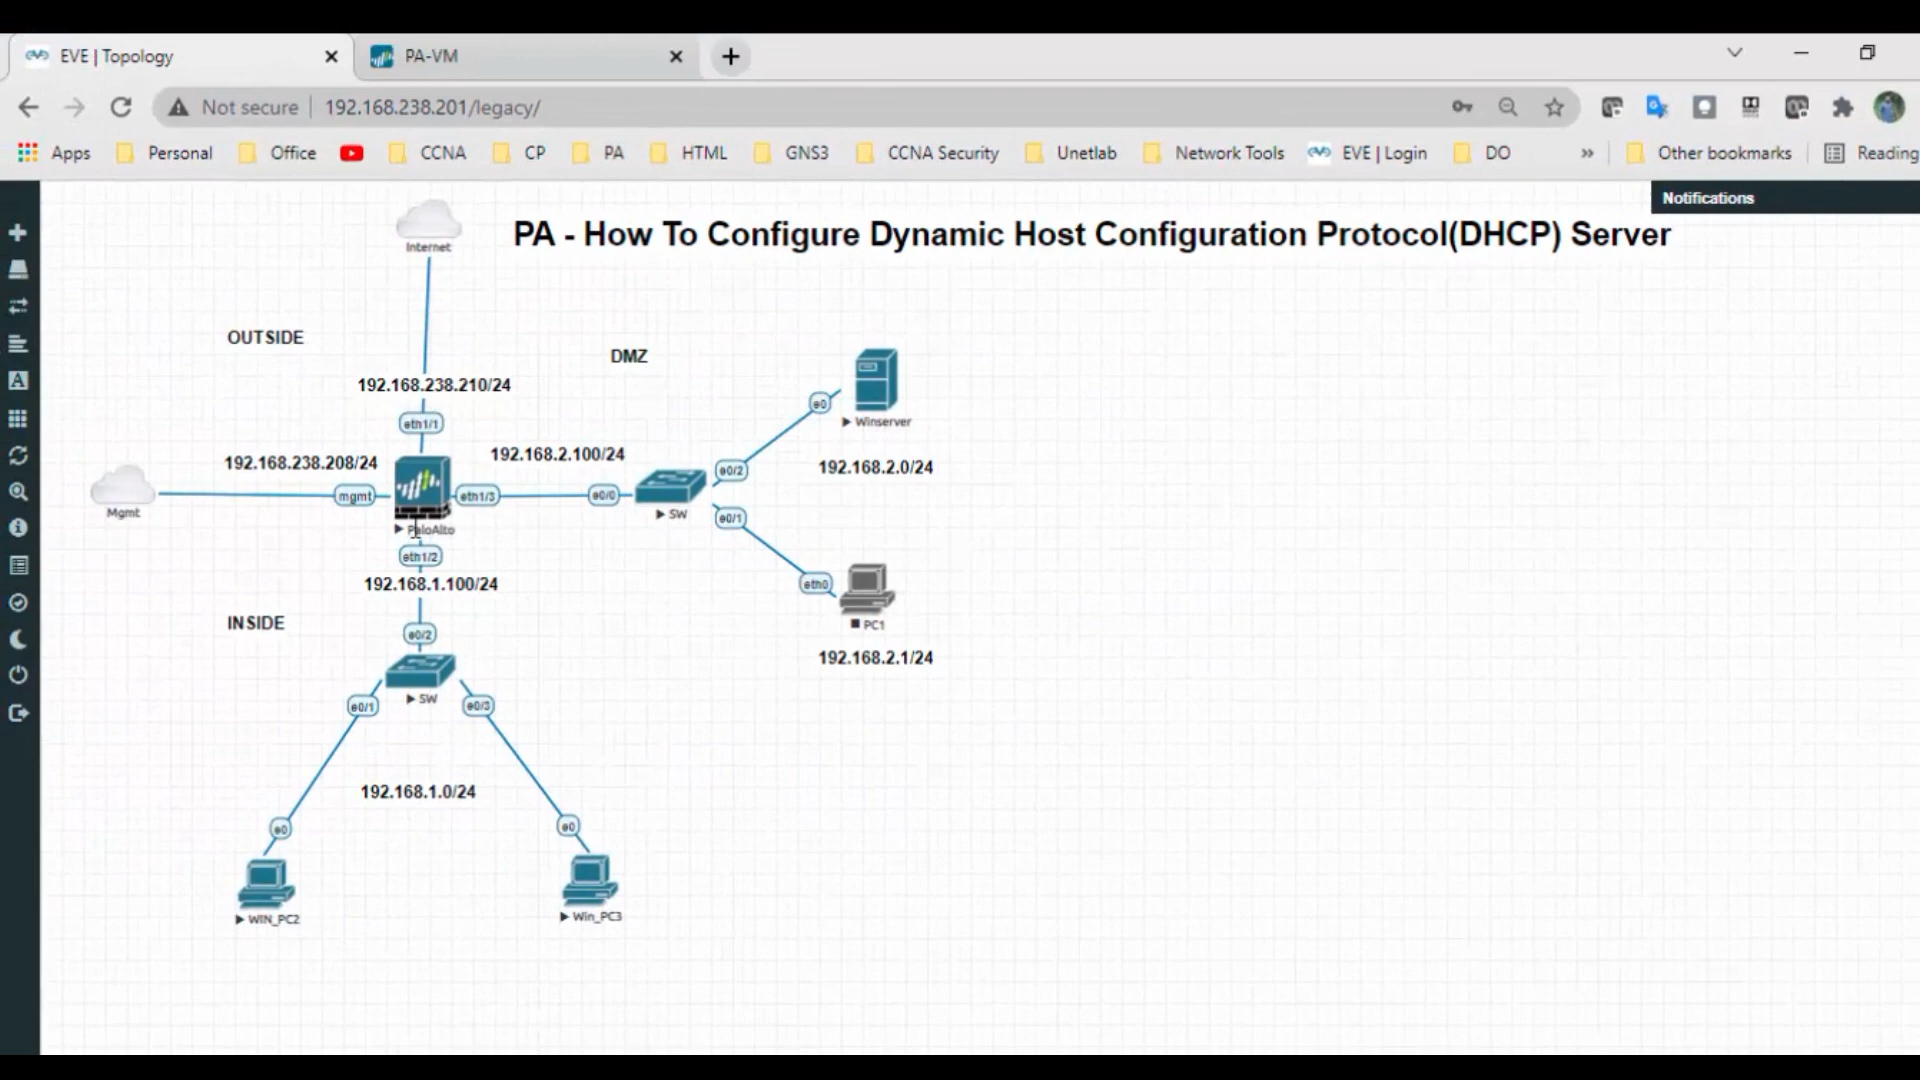 EVE | Topology
PA-VM
Not secure
192.168.238.201/legacy/
Apps
Personal
Office
CCNA
CP
PA
HTML
GNS3
CCNA Security
Unetlab
Network Tools
EVE | Login
DO
»
Other bookmarks
Reading
Notifications
Internet
PA - How To Configure Dynamic Host Configuration Protocol(DHCP) Server
OUTSIDE
DMZ
192.168.238.210/24
e0
eth1/1
Winserver
192.168.238.208/24
192.168.2.100/24
192.168.2.0/24
e0/2
mgmt
eth1/3
e0/0
Mgmt
SW
e0/1
PaloAlto
eth1/2
192.168.1.100/24
eth0
INSIDE
PC1
e0/2
192.168.2.1/24
SW
e0/1
e0/3
192.168.1.0/24
e0
e0
WIN_PC2
Win_PC3